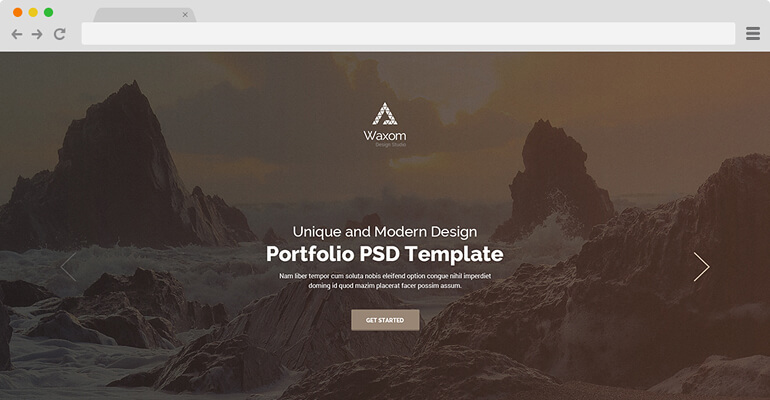 Waxom
Design Studio
Unique and Modern Design
Portfolio PSD Template
Nam liber tempor cum soluta nobis eleifend option congue nihil imperdiet
doming id quod mazim placerat facer possim assum.
GET STARTED